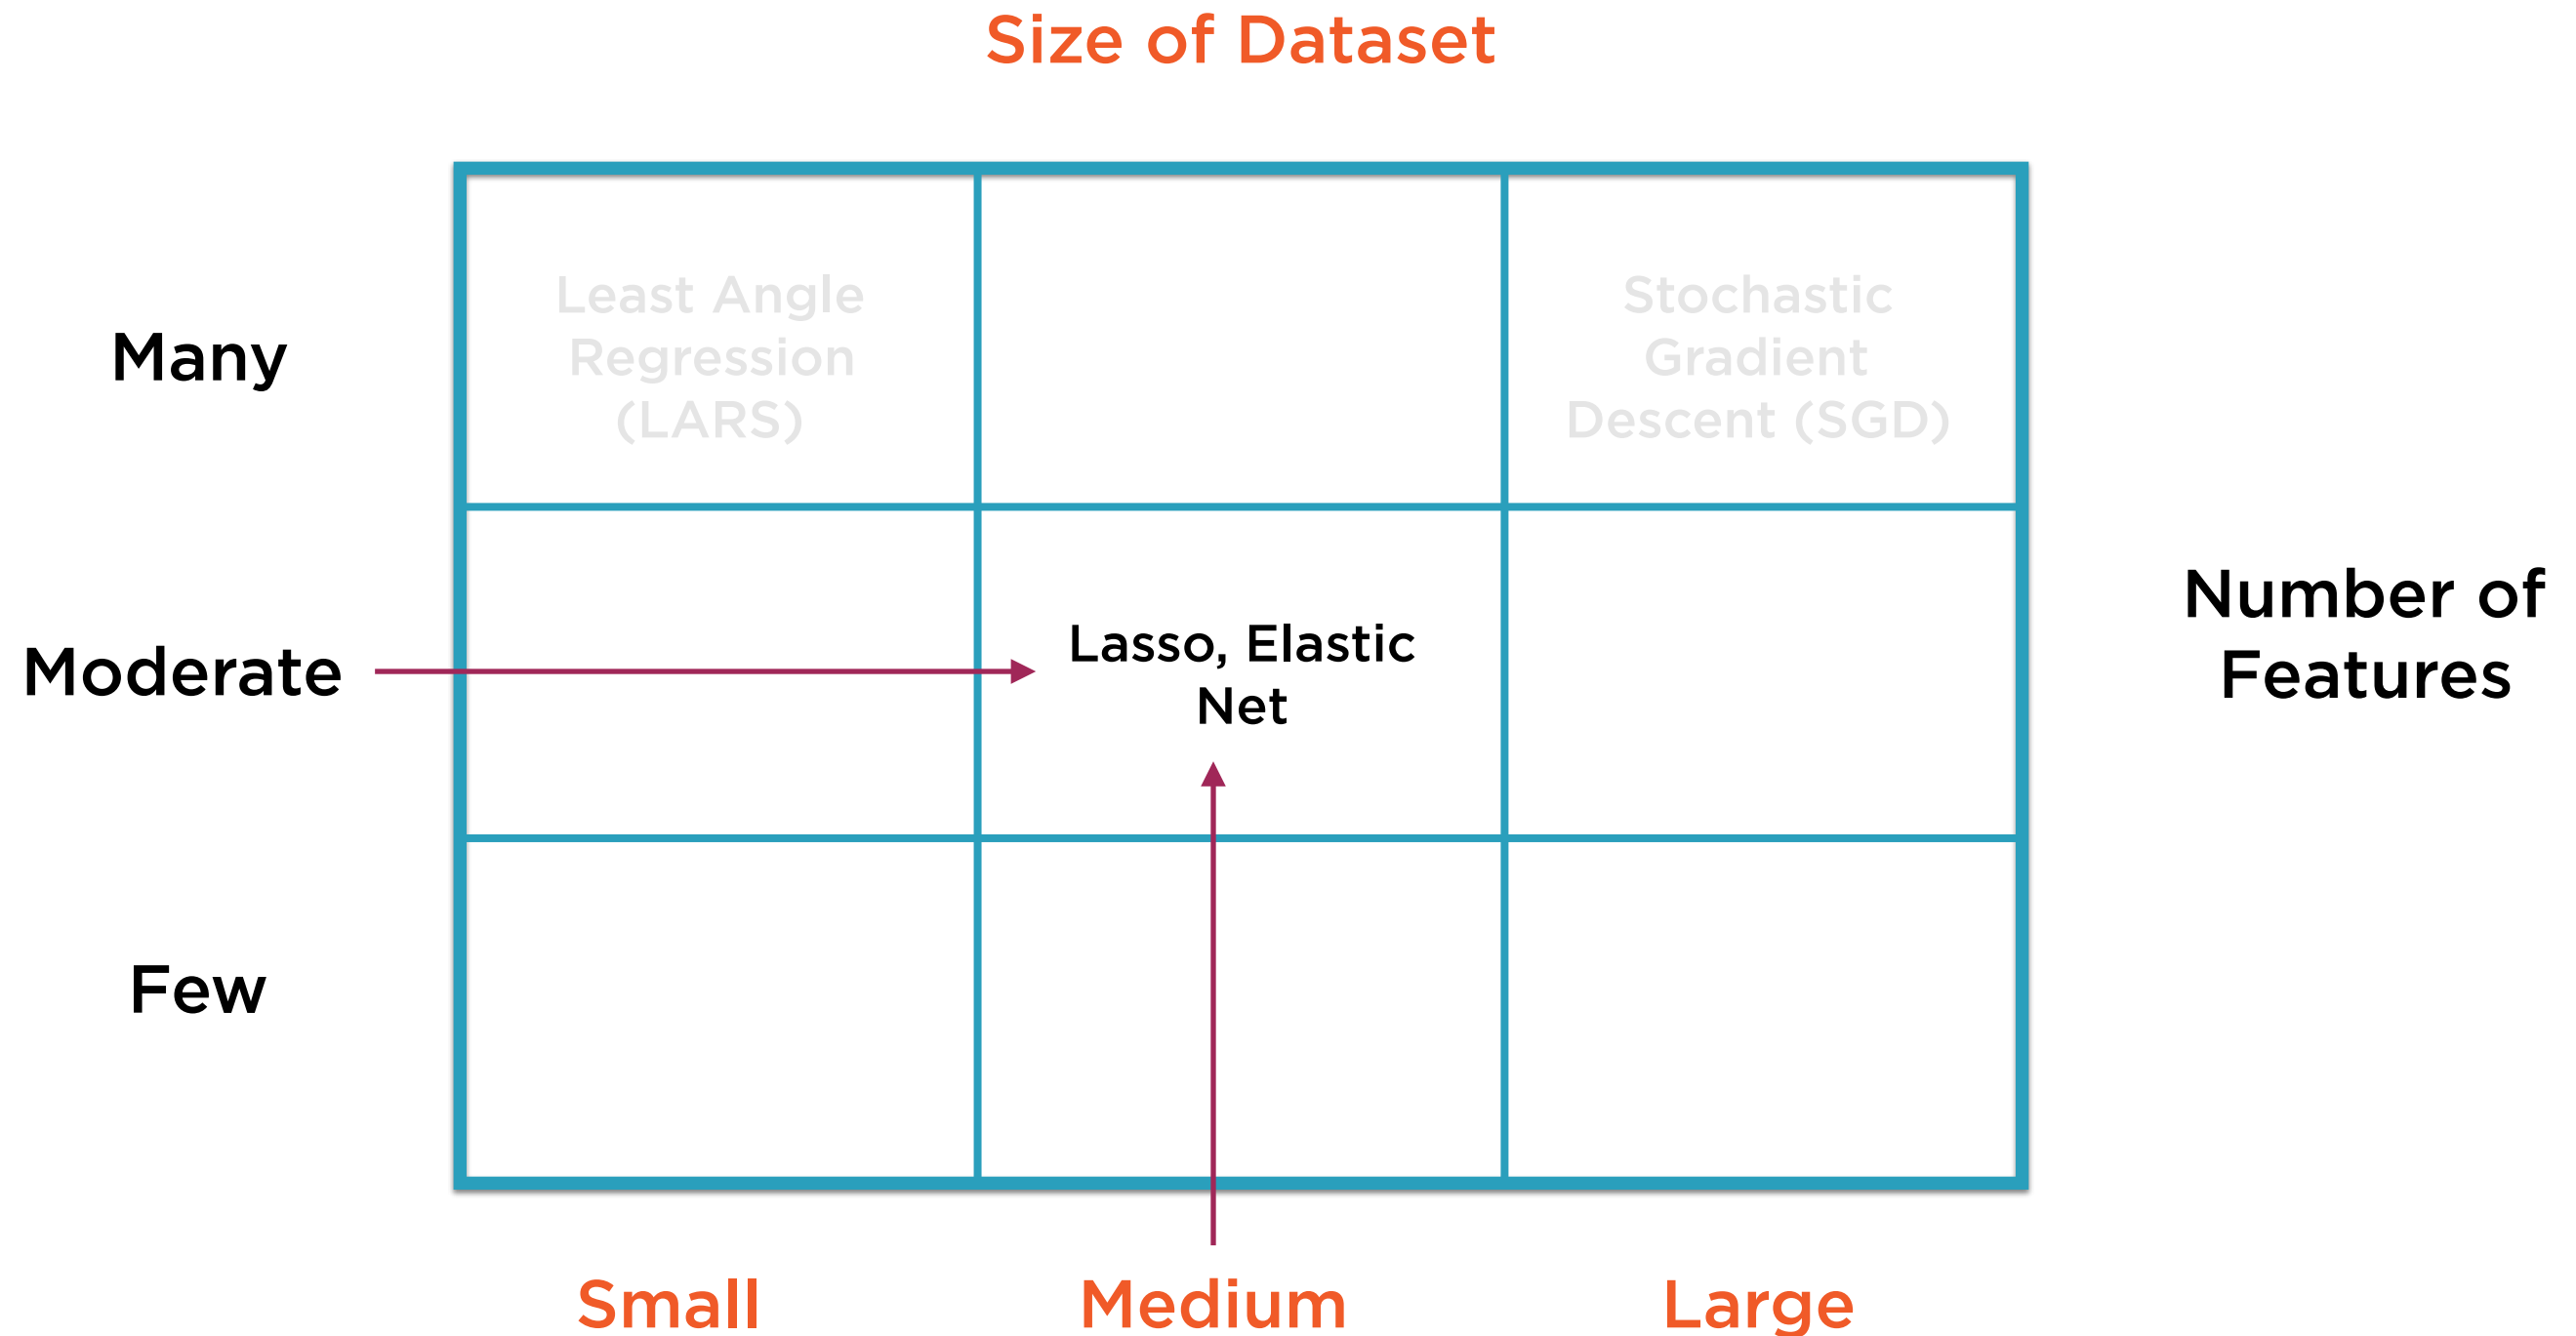 Size of Dataset
Many
Least Angle
Regression
(LARS)
Stochastic
Gradient
Descent (SGD)
Moderate
Lasso, Elastic
Net
Number of
Features
Few
Small
Medium
Large